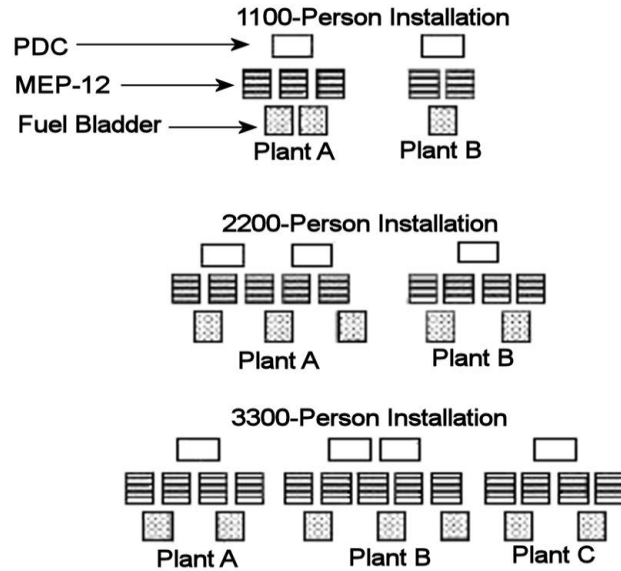 1100-Person Installation
PDC
MEP-12
Fuel Bladder
Plant A
Plant B
2200-Person Installation
Plant A
Plant B
3300-Person Installation
Plant A
Plant B
Plant C